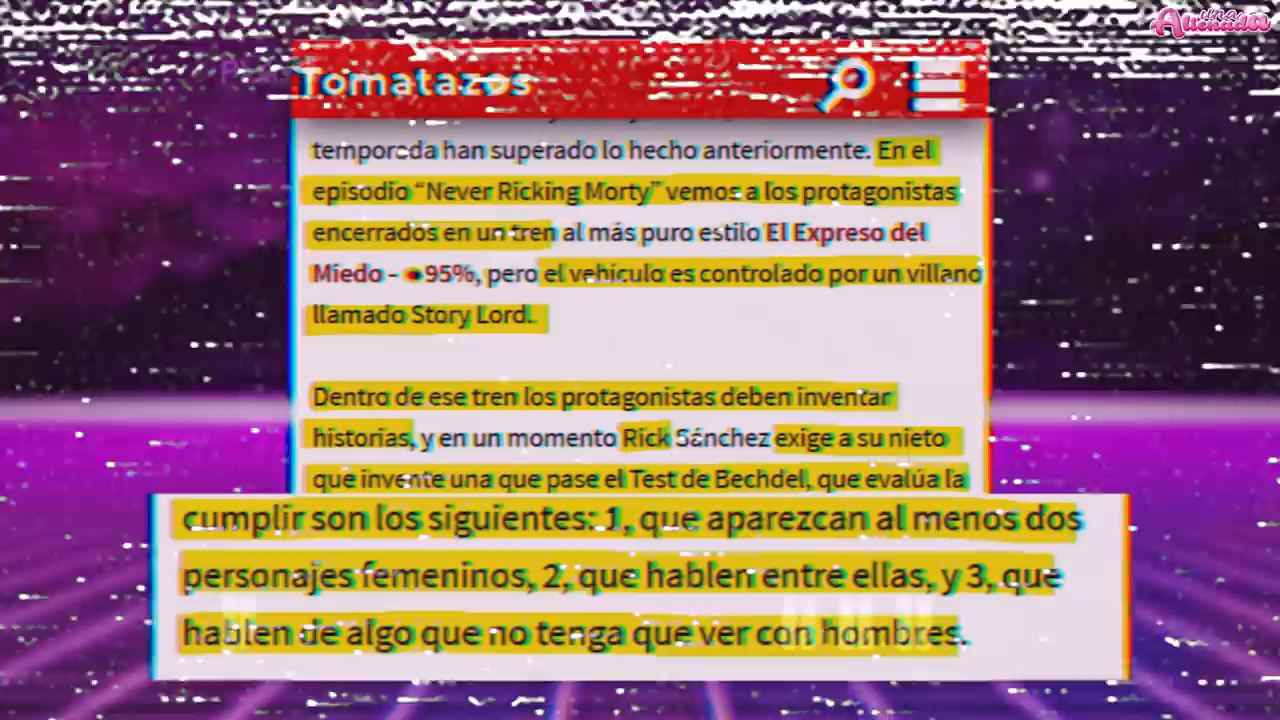 una
Tomatazos
temporada han superado lo hecho anteriormente. En el
episodio “Never Ricking Morty” vemos a los protagonistas
encerrados en un tren al más puro estilo El Expreso del
Miedo - 95%, pero el vehículo es controlado por un villano
llamado Story Lord.
Dentro de ese tren los protagonistas deben inventar
historias, y en un momento Rick Sánchez exige a su nieto
que invente una que pase el Test de Bechdel, que evalúa la
cumplir son los siguientes: 1, que aparezcan al menos dos
personajes femeninos, 2, que hablen entre ellas, y 3, que
hablen de algo que no tenga que ver con hombres.